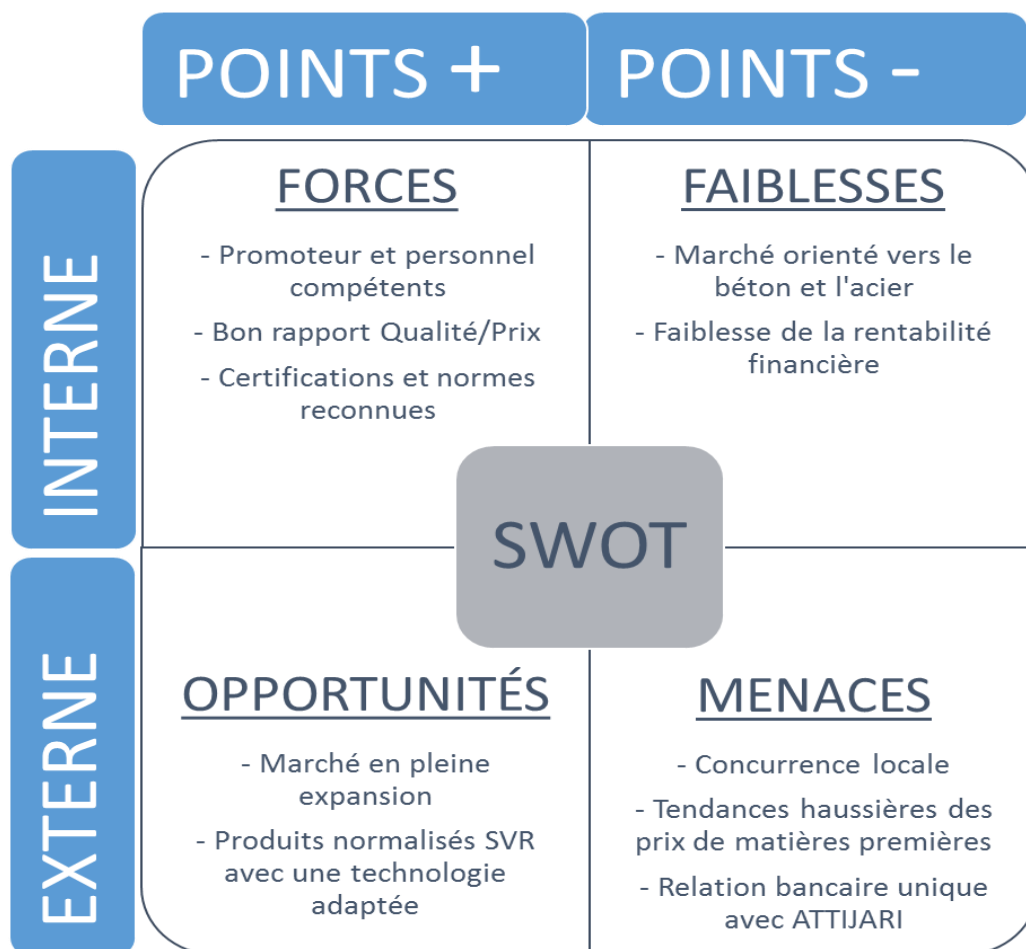 POINTS +
POINTS -
INTERNE
FORCES
- Promoteur et personnel
compétents
- Bon rapport Qualité/Prix
- Certifications et normes
reconnues
FAIBLESSES
- Marché orienté vers le
béton et l'acier
- Faiblesse de la rentabilité
financière
SWOT
EXTERNE
OPPORTUNITÉS
- Marché en pleine
expansion
- Produits normalisés SVR
avec une technologie
adaptée
MENACES
- Concurrence locale
- Tendances haussières des
prix de matières premières
- Relation bancaire unique
avec ATTIJARI